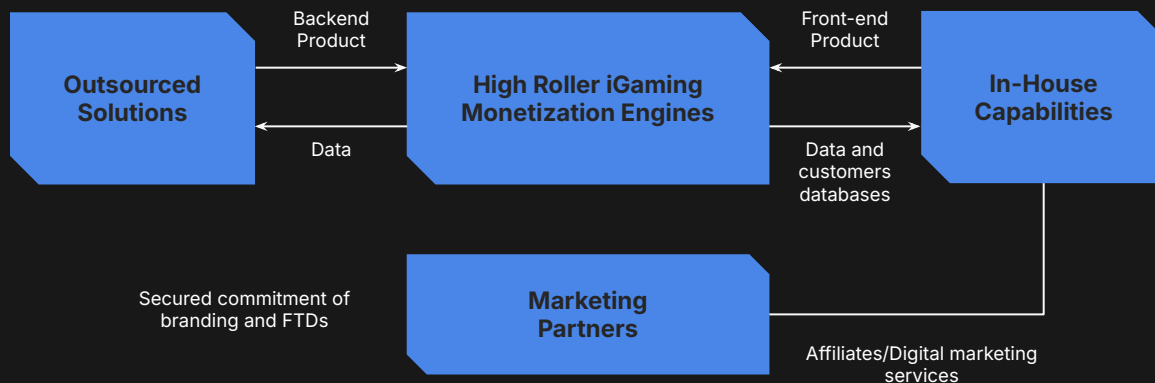 Backend
Product
Front-end
Product
Outsourced
Solutions
High Roller iGaming
Monetization Engines
In-House
Capabilities
Data
Data and
customers
databases
Secured commitment of
branding and FTDs
Marketing
Partners
Affiliates/Digital marketing
services